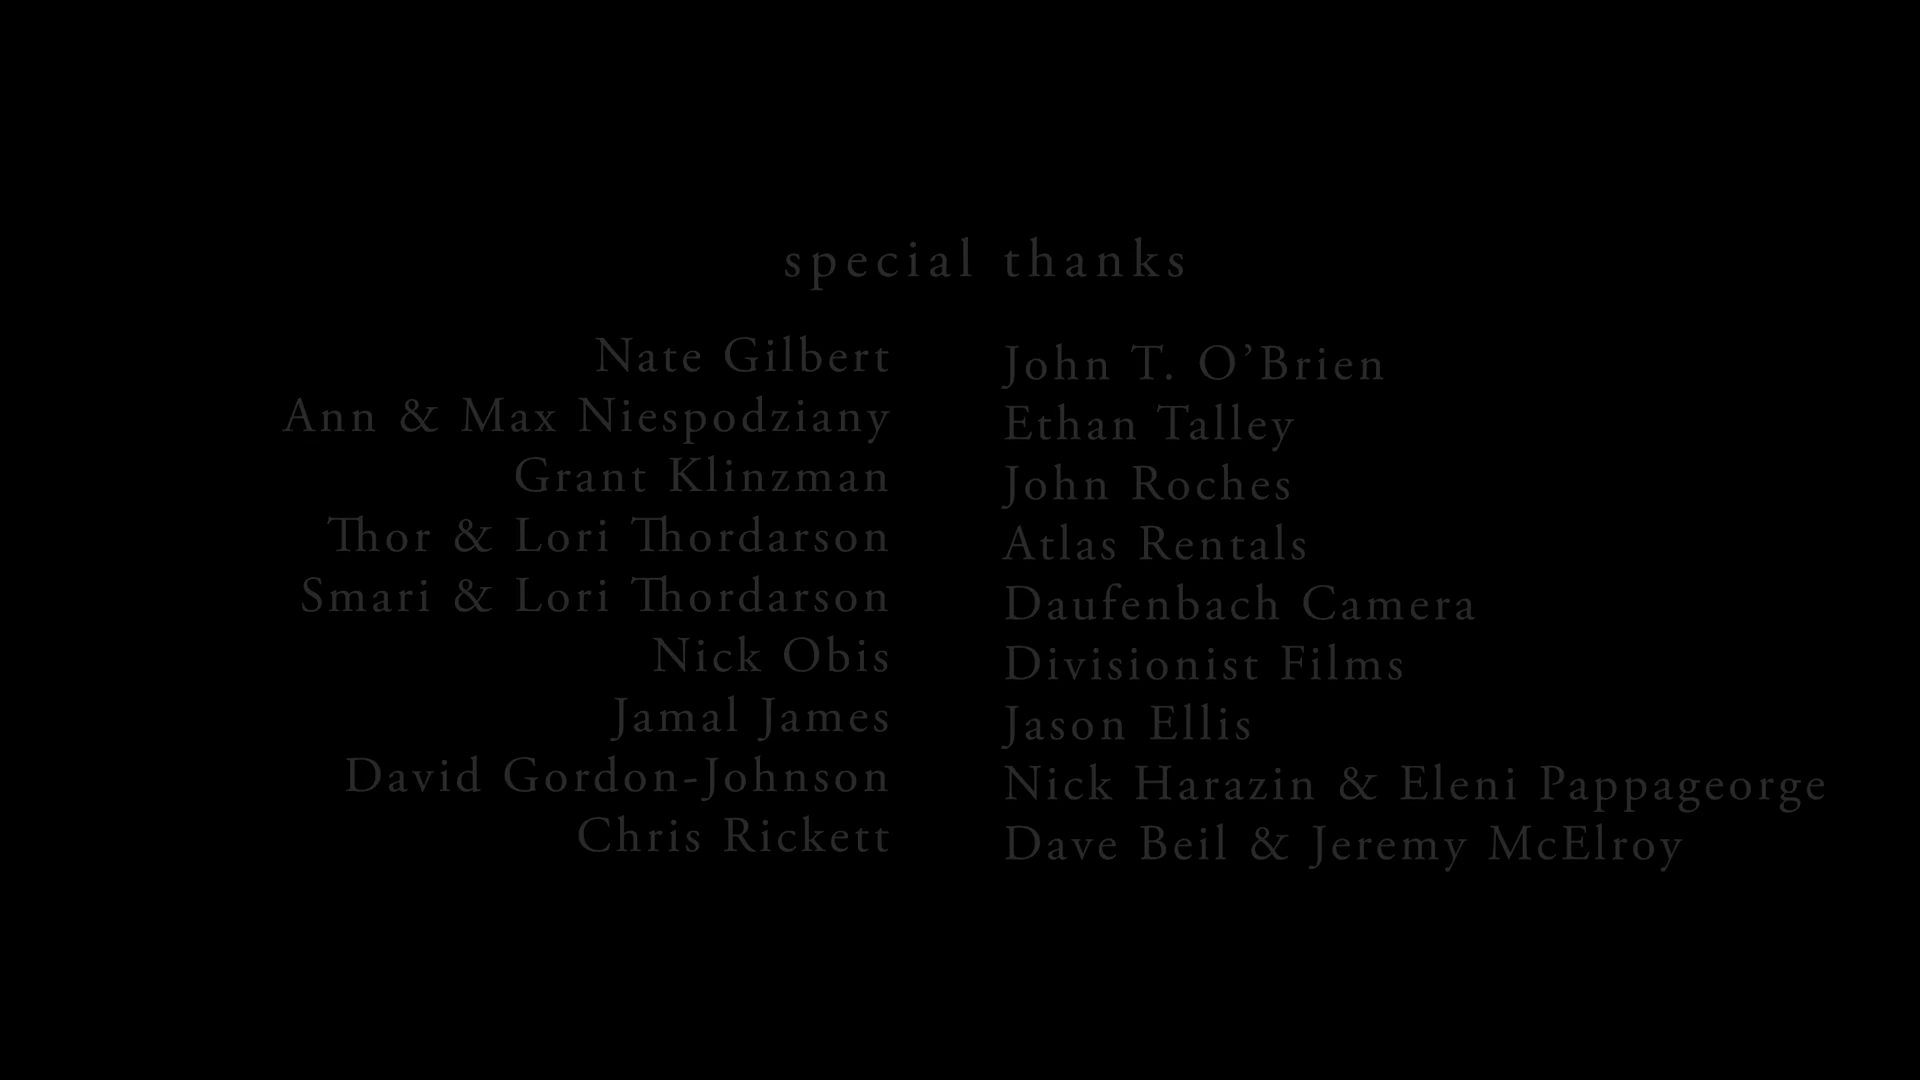 special thanks
Nate Gilbert
Ann & Max Niespodziany
Grant Klinzman
Thor & Lori Thordarson
Smari & Lori Thordarson
Nick Obis
Jamal James
David Gordon-Johnson
Chris Rickett
John T. O’Brien
Ethan Talley
John Roches
Atlas Rentals
Daufenbach Camera
Divisionist Films
Jason Ellis
Nick Harazin & Eleni Pappageorge
Dave Beil & Jeremy McElroy